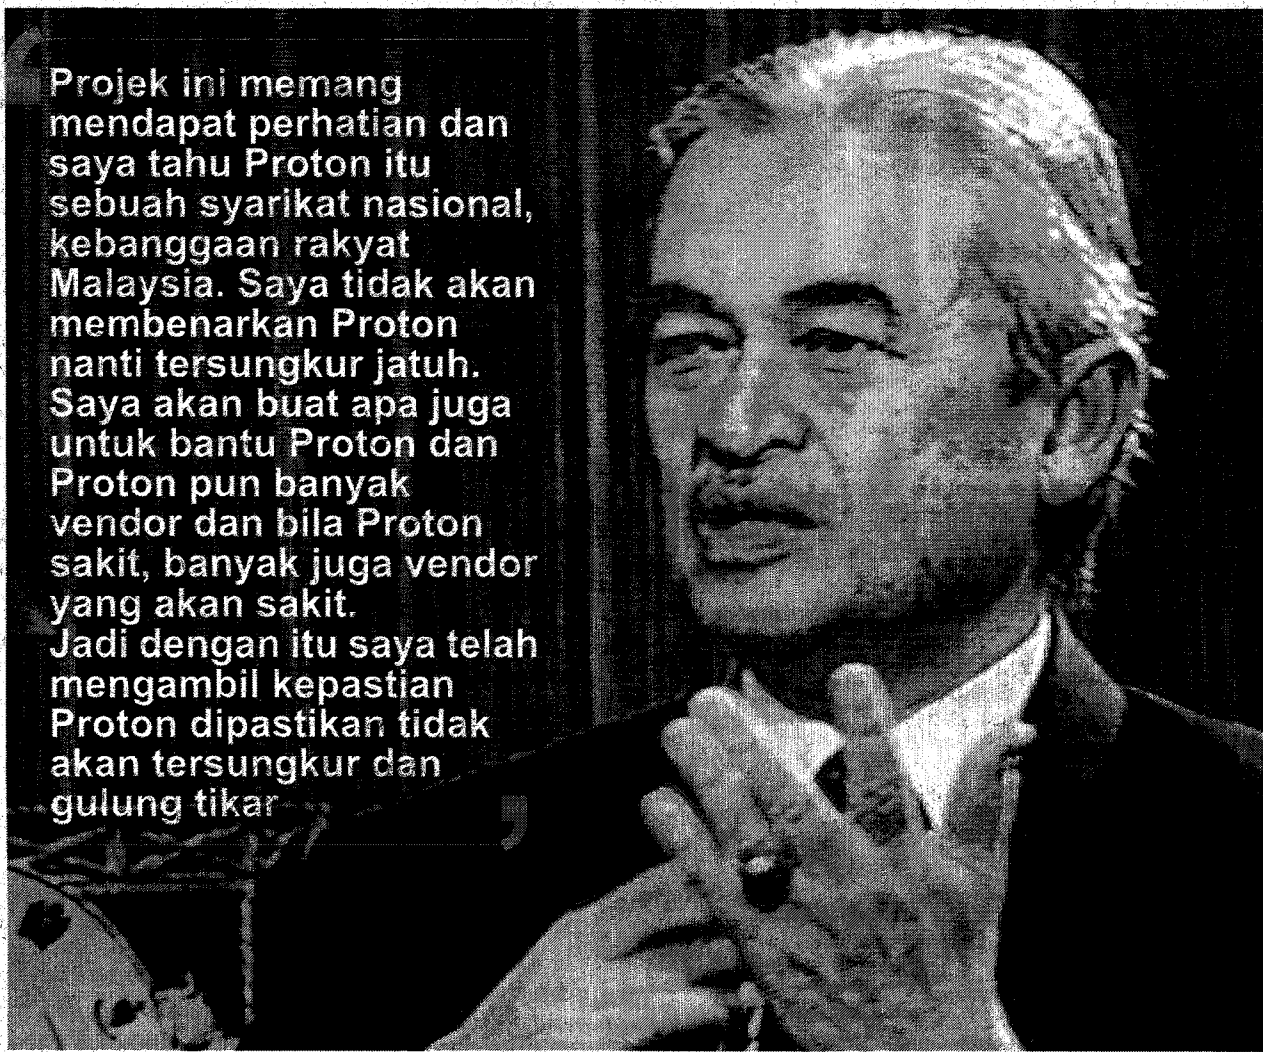 Projek ini memang
mendapat perhatian dan
saya tahu Proton itu
sebuah syarikat nasional,
kebanggaan rakyat
Malaysia. Saya tidak akan
membenarkan Proton
nanti tersungkur jatuh.
Saya akan buat apa juga
untuk bantu Proton dan
Proton pun banyak
vendor dan bila Proton
sakit, banyak juga vendor
yang akan sakit.
Jadi dengan itu saya telah
mengambil kepastian
Proton dipastikan tidak
akan tersungkur dan
gulung tikar